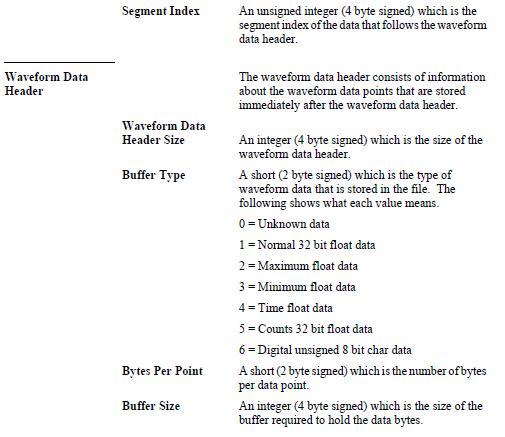 Segment Index An unsigned integer (4 byte signed) which is the
segment index of the data that follows the waveform
data header.
Waveform Data The waveform data header consists of information
Header about the waveform data points that are stored
immediately after the waveform data header.
Waveform Data
Header Size An integer (4 byte signed) which is the size of the
waveform data header.
Buffer Type A short (2 byte signed) which is the type of
waveform data that is stored in the file. The
following shows what each value means.
0 = Unknown data
1 = Normal 32 bit float data
2 = Maximum float data
3 = Minimum float data
4 = Time float data
5 = Counts 32 bit float data
6 = Digital unsigned 8 bit char data
Bytes Per Point A short (2 byte signed) which is the number of bytes
per data point.
Buffer Size An integer (4 byte signed) which is the size of the
buffer required to hold the data bytes.